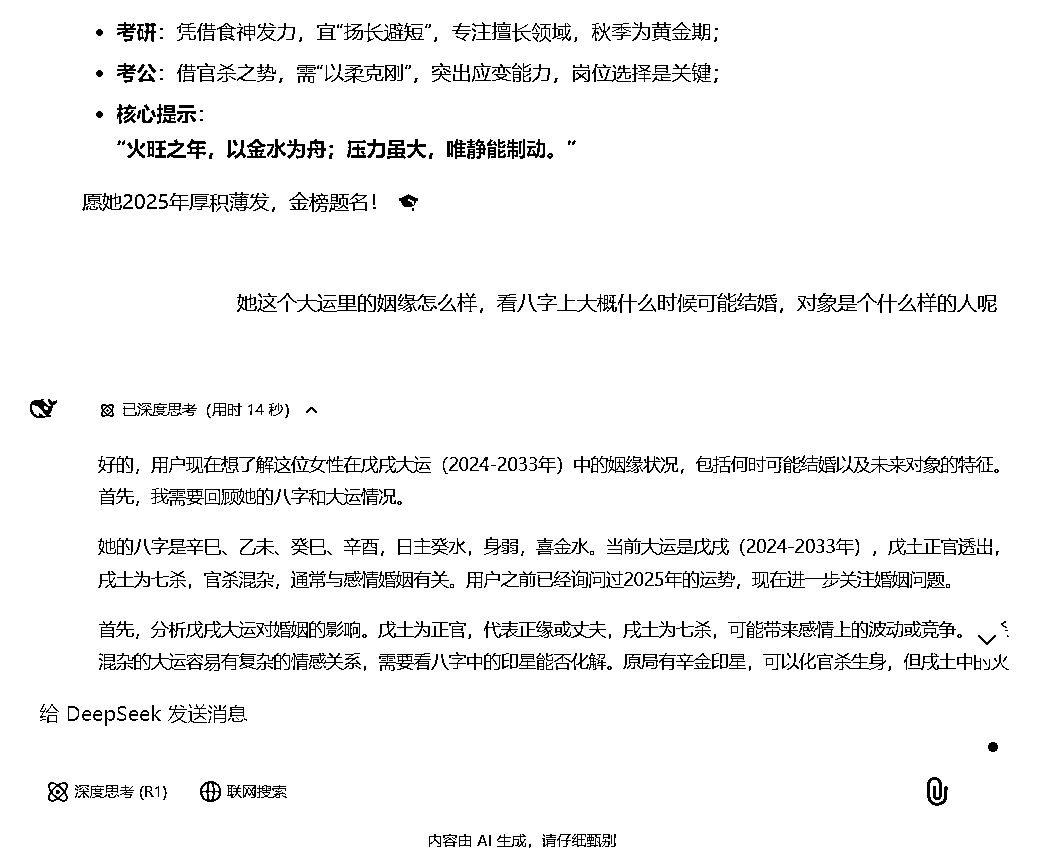 • 考研：凭借食神发力，宜“扬长避短”，专注擅长领域，秋季为黄金期；
• 考公：借官杀之势，需“以柔克刚”，突出应变能力，岗位选择是关键；
• 核心提示：
“火旺之年，以金水为舟；压力虽大，唯静能制动。”
愿她2025年厚积薄发，金榜题名！
她这个大运里的姻缘怎么样，看八字上大概什么时候可能结婚，对象是个什么样的人呢
已深度思考（用时 14 秒）
好的，用户现在想了解这位女性在戊戌大运（2024-2033年）中的姻缘状况，包括何时可能结婚以及未来对象的特征。
首先，我需要回顾她的八字和大运情况。
她的八字是辛巳、乙未、癸巳、辛酉，日主癸水，身弱，喜金水。当前大运是戊戌（2024-2033年），戊土正官透出，
戌土为七杀，官杀混杂，通常与感情婚姻有关。用户之前已经询问过2025年的运势，现在进一步关注婚姻问题。
首先，分析戊戌大运对婚姻的影响。戊土为正官，代表正缘或丈夫，戌土为七杀，可能带来感情上的波动或竞争。
混杂的大运容易有复杂的情感关系，需要看八字中的印星能否化解。原局有辛金印星，可以化官杀生身，但戌土中的火
给 DeepSeek 发送消息
深度思考 (R1)
联网搜索
内容由 AI 生成，请仔细甄别